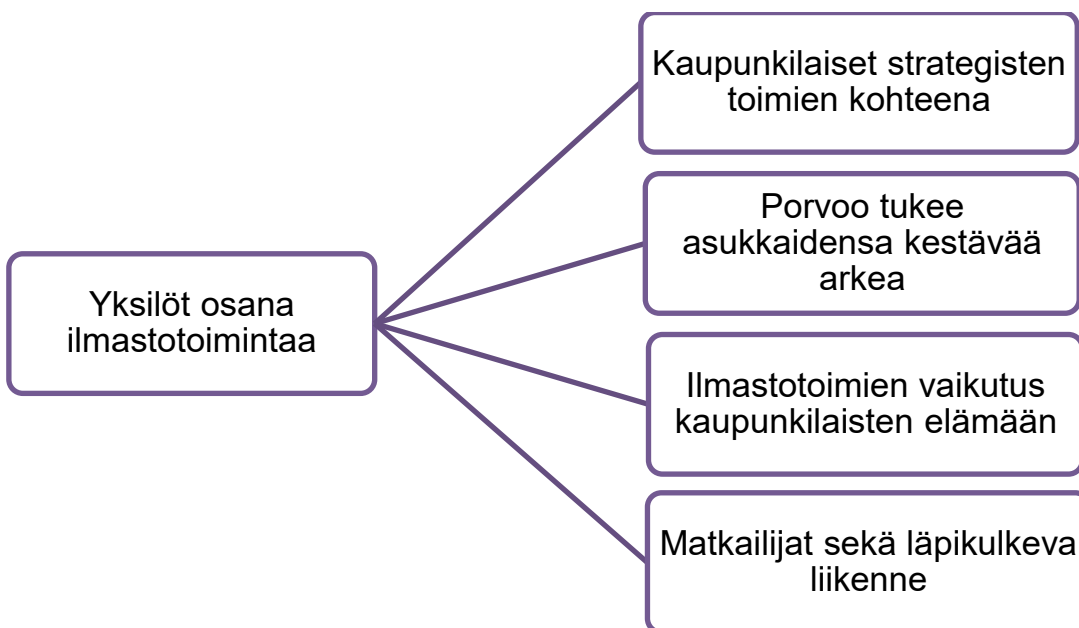 Kaupunkilaiset strategisten
toimien kohteena
Porvoo tukee
asukkaidensa kestävää
arkea
Yksilöt osana
ilmastotoimintaa
Ilmastotoimien vaikutus
kaupunkilaisten elämään
Matkailijat sekä läpikulkeva
liikenne